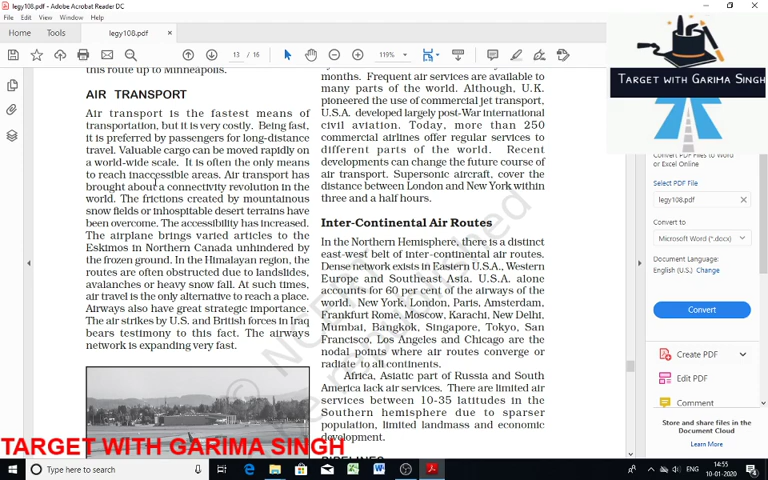 legy108.pdf - Adobe Acrobat Reader DC
File Edit View Window Help
Home Tools legy108.pdf ×
13 / 16 119%
this route up to Minneapolis.
AIR TRANSPORT
Air transport is the fastest means of
transportation, but it is very costly. Being fast,
it is preferred by passengers for long-distance
travel. Valuable cargo can be moved rapidly on
a world-wide scale. It is often the only means
to reach inaccessible areas. Air transport has
brought about a connectivity revolution in the
world. The frictions created by mountainous
snow fields or inhospitable desert terrains have
been overcome. The accessibility has increased.
The airplane brings varied articles to the
Eskimos in Northern Canada unhindered by
the frozen ground. In the Himalayan region, the
routes are often obstructed due to landslides,
avalanches or heavy snow fall. At such times,
air travel is the only alternative to reach a place.
Airways also have great strategic importance.
The air strikes by U.S. and British forces in Iraq
bears testimony to this fact. The airways
network is expanding very fast.
months. Frequent air services are available to
many parts of the world. Although, U.K.
pioneered the use of commercial jet transport,
U.S.A. developed largely post-War international
civil aviation. Today, more than 250
commercial airlines offer regular services to
different parts of the world. Recent
developments can change the future course of
air transport. Supersonic aircraft, cover the
distance between London and New York within
three and a half hours.
Inter-Continental Air Routes
In the Northern Hemisphere, there is a distinct
east-west belt of inter-continental air routes.
Dense network exists in Eastern U.S.A., Western
Europe and Southeast Asia. U.S.A. alone
accounts for 60 percent of the airways of the
world. New York, London, Paris, Amsterdam,
Frankfurt Rome, Moscow, Karachi, New Delhi,
Mumbai, Bangkok, Singapore, Tokyo, San
Francisco, Los Angeles and Chicago are the
nodal points where air routes converge or
radiate to all continents.
Africa, Asiatic part of Russia and South
America lack air services. There are limited air
services between 10-35 latitudes in the
Southern hemisphere due to sparser
population, limited landmass and economic
development.
TARGET WITH GARIMA SINGH
Convert PDFs to Word
or Excel Online
Select PDF File
legy108.pdf ×
Convert to
Microsoft Word (*.docx)
Document Language:
English (U.S.) Change
Convert
Create PDF
Edit PDF
Comment
Store and share files in the
Document Cloud
Learn More
TARGET WITH GARIMA SINGH
Type here to search
ENG
14:55
10-01-2020